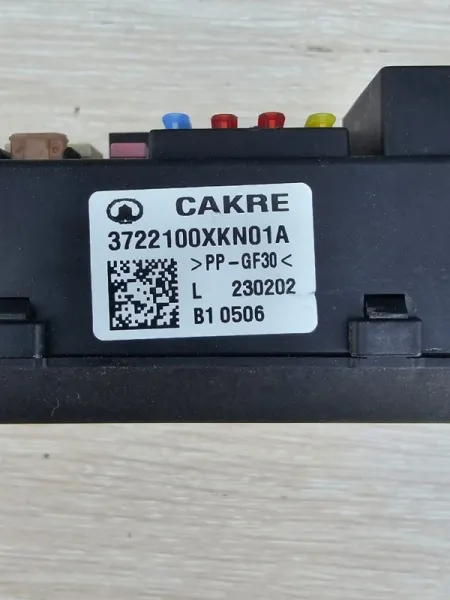 CAKRE
3722100XKN01A
>PP-GF30<
L 230202
B1 0506